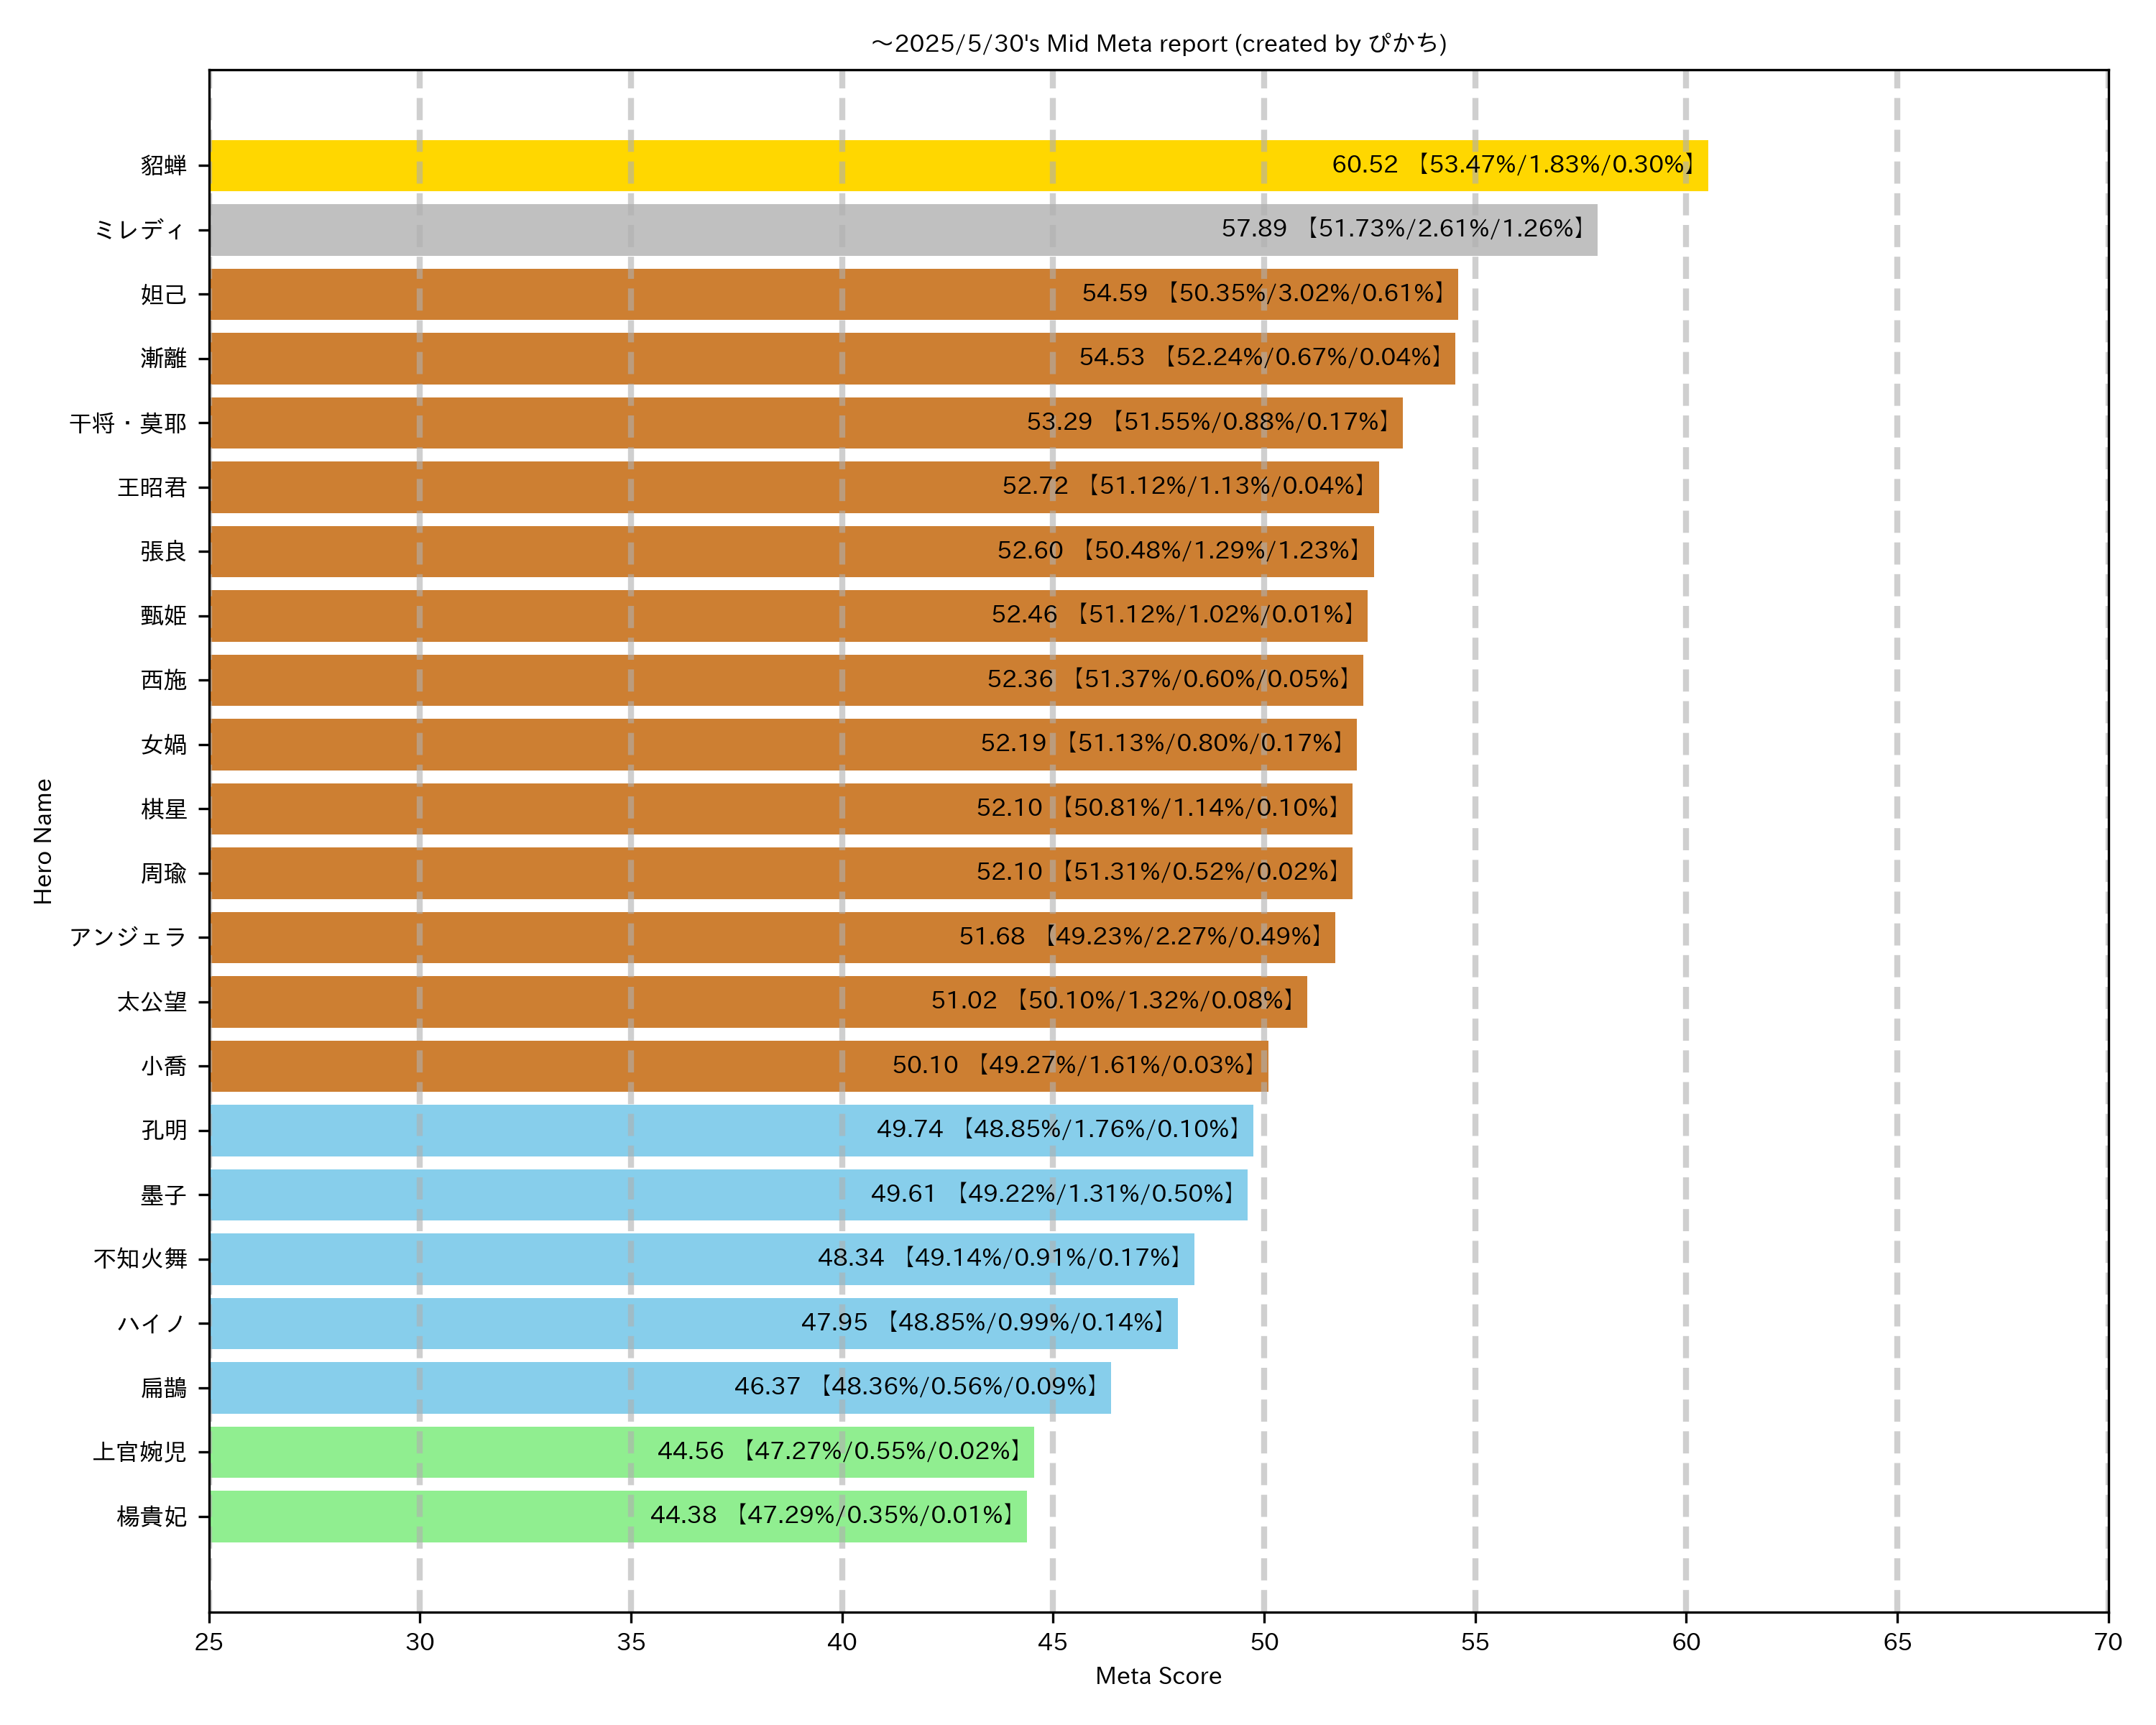 ～2025/5/30's Mid Meta report (created by ぴかち)
貂蝉 60.52 【53.47%/1.83%/0.30%】
ミレディ 57.89 【51.73%/2.61%/1.26%】
妲己 54.59 【50.35%/3.02%/0.61%】
漸離 54.53 【52.24%/0.67%/0.04%】
干将・莫耶 53.29 【51.55%/0.88%/0.17%】
王昭君 52.72 【51.12%/1.13%/0.04%】
張良 52.60 【50.48%/1.29%/1.23%】
甄姫 52.46 【51.12%/1.02%/0.01%】
西施 52.36 【51.37%/0.60%/0.05%】
女媧 52.19 【51.13%/0.80%/0.17%】
棋星 52.10 【50.81%/1.14%/0.10%】
周瑜 52.10 【51.31%/0.52%/0.02%】
アンジェラ 51.68 【49.23%/2.27%/0.49%】
太公望 51.02 【50.10%/1.32%/0.08%】
小喬 50.10 【49.27%/1.61%/0.03%】
孔明 49.74 【48.85%/1.76%/0.10%】
墨子 49.61 【49.22%/1.31%/0.50%】
不知火舞 48.34 【49.14%/0.91%/0.17%】
ハイノ 47.95 【48.85%/0.99%/0.14%】
扁鵲 46.37 【48.36%/0.56%/0.09%】
上官婉児 44.56 【47.27%/0.55%/0.02%】
楊貴妃 44.38 【47.29%/0.35%/0.01%】
Hero Name
25 30 35 40 45 50 55 60 65 70
Meta Score